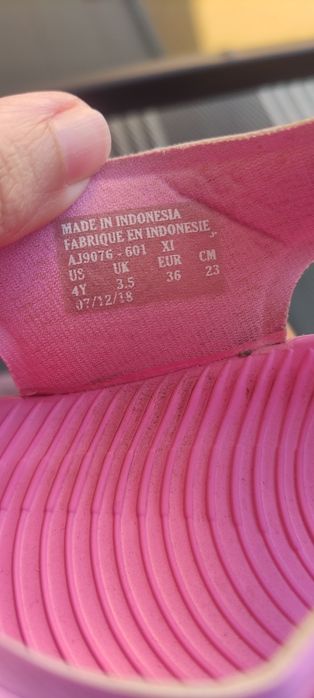 MADE IN INDONESIA
FABRIQUE EN INDONESIE
AJ9076 - 601 XI
US UK EUR CM
4Y 3.5 36 23
07/12/18